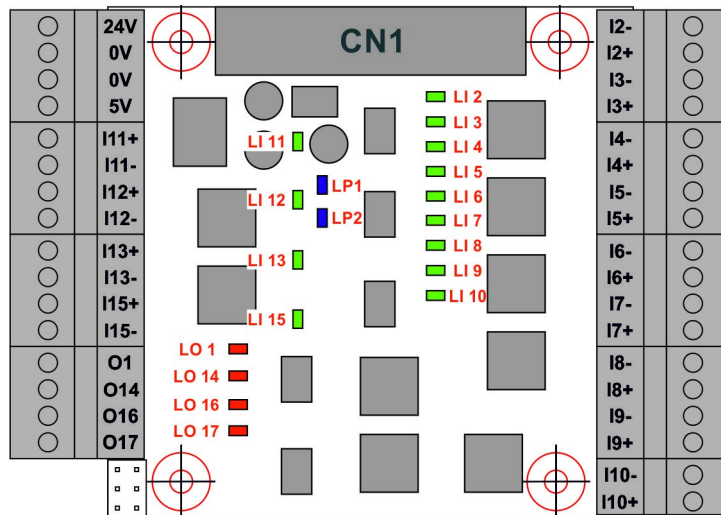 CN1
24V
0V
0V
5V
I11+
I11-
I12+
I12-
I13+
I13-
I15+
I15-
O1
O14
O16
O17
LI 11
LI 12
LI 13
LI 15
LP1
LP2
LO 1
LO 14
LO 16
LO 17
LI 2
LI 3
LI 4
LI 5
LI 6
LI 7
LI 8
LI 9
LI 10
I2-
I2+
I3-
I3+
I4-
I4+
I5-
I5+
I6-
I6+
I7-
I7+
I8-
I8+
I9-
I9+
I10-
I10+